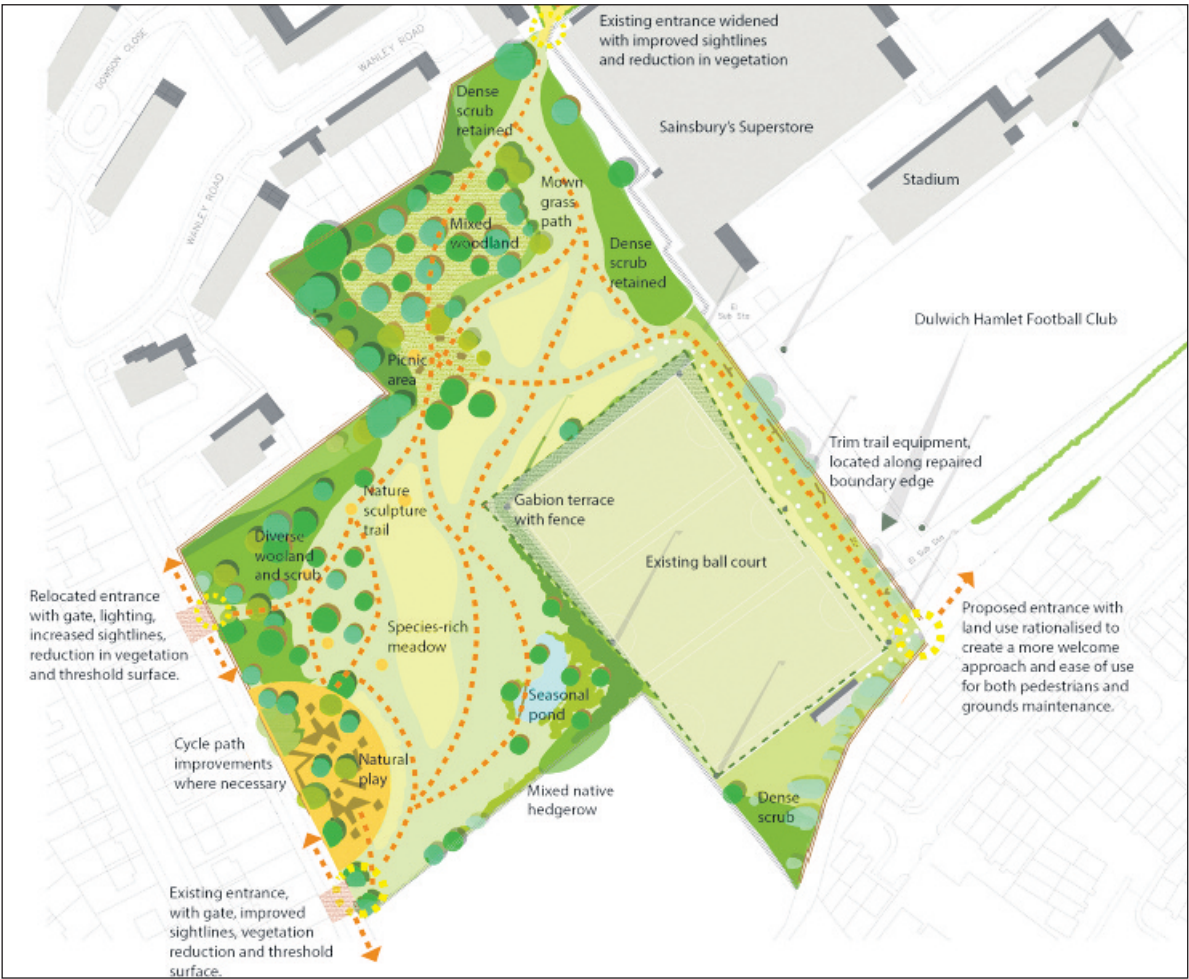 Existing entrance widened
with improved sightlines
and reduction in vegetation
DOWSON CLOSE
WANLEY ROAD
Dense
scrub
retained
Sainsbury's Superstore
Stadium
WANLEY ROAD
Mown
grass
path
Mixed
woodland
Dense
scrub
retained
El
Sub Sta
Dulwich Hamlet Football Club
Picnic
area
Trim trail equipment,
located along repaired
boundary edge
Nature
sculpture
trail
Gabion terrace
with fence
Diverse
wooland
and scrub
Existing ball court
El Sub Sta
Relocated entrance
with gate, lighting,
increased sightlines,
reduction in vegetation
and threshold surface.
Species-rich
meadow
Proposed entrance with
land use rationalised to
create a more welcome
approach and ease of use
for both pedestrians and
grounds maintenance.
Seasonal
pond
Cycle path
improvements
where necessary
Natural
play
Mixed native
hedgerow
Dense
scrub
Existing entrance,
with gate, improved
sightlines, vegetation
reduction and threshold
surface.